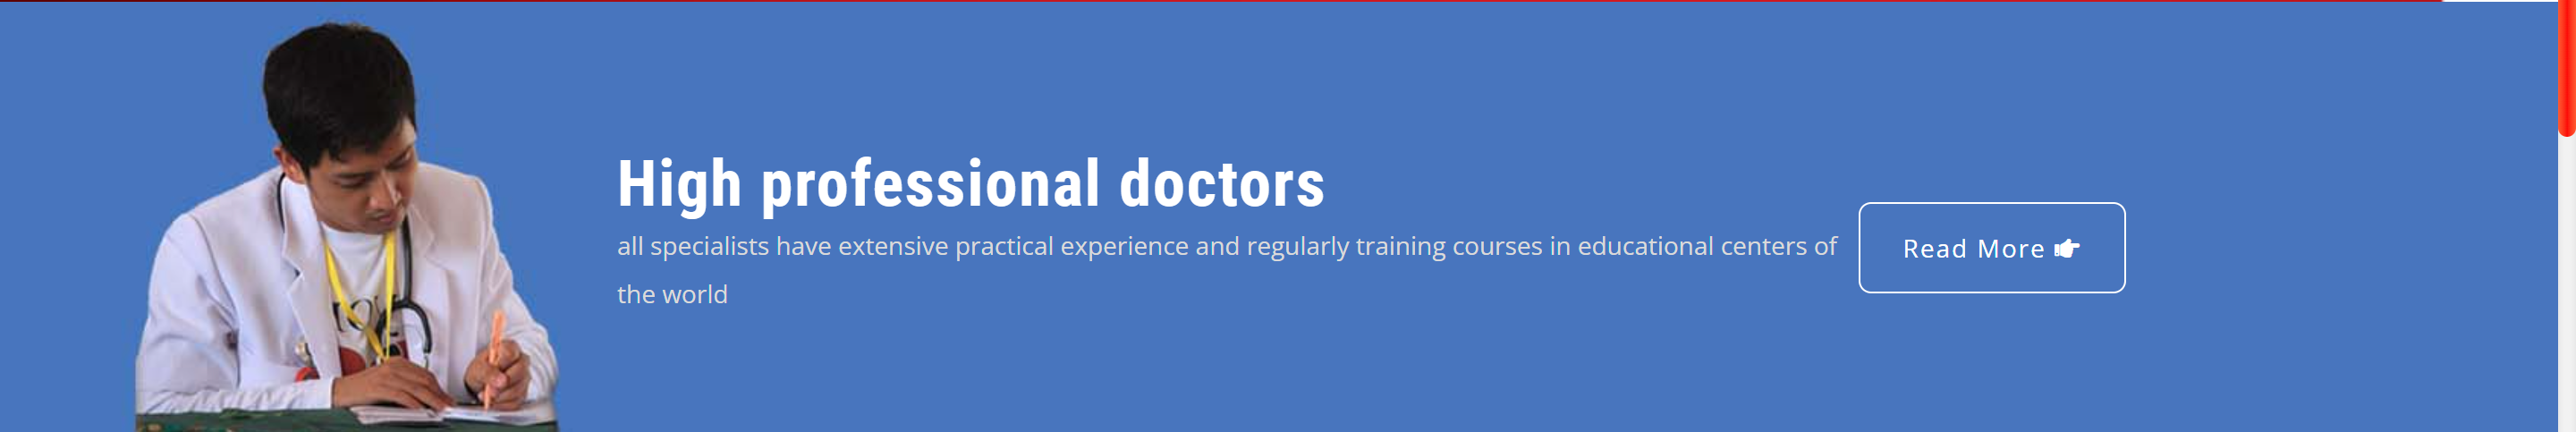 High professional doctors
all specialists have extensive practical experience and regularly training courses in educational centers of
the world
Read More